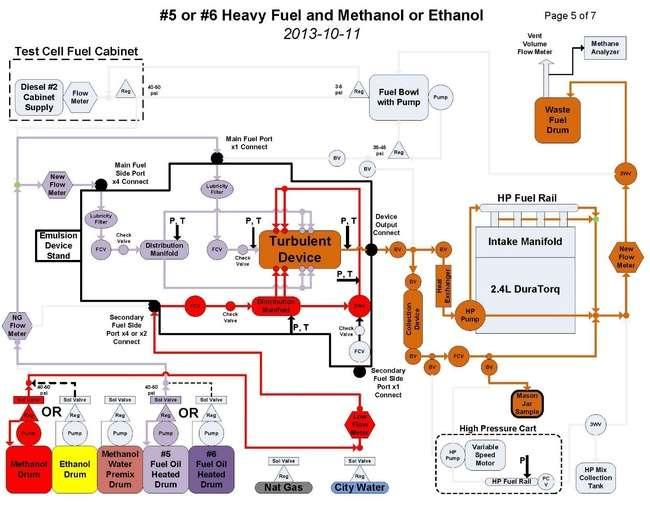 #5 or #6 Heavy Fuel and Methanol or Ethanol
2013-10-11
Page 5 of 7
Vent
Volume
Flow Meter
Methane
Analyzer
Test Cell Fuel Cabinet
Diesel #2
Cabinet
Supply
Flow
Meter
Reg
40-60
psi
3-6
psi
Reg
Fuel Bowl
with Pump
Pump
Waste
Fuel
Drum
35-45
psi
Reg
BV
BV
3Wv
Main Fuel Port
x1 Connect
Main Fuel
Side Port
x4 Connect
New
Flow
Meter
Lubricity
Filter
Lubricity
Filter
P, T
P, T
P, T
Device
Output
Connect
HP Fuel Rail
Intake Manifold
2.4L DuraTorq
Emulsion
Device
Stand
FCV
Check
Valve
Distribution
Manifold
FCV
Check
Valve
Turbulent
Device
BV
BV
Heat
Exchanger
New
Flow
Meter
P, T
Collection
Device
HP
Pump
NG
Flow
Meter
Secondary
Fuel Side
Port x4 or x2
Connect
FCV
Check
Valve
Distribution
Manifold
3Wv
P, T
Check
Valve
FCV
BV
BV
FCV
BV
Secondary
Fuel Side
Port x1
Connect
Mason
Jar
Sample
40-60
psi
40-60
psi
Sol Valve
Sol Valve
Sol Valve
Sol Valve
Reg
OR
Reg
Reg
OR
Reg
Pump
Pump
Pump
Pump
Low
Flow
Meter
High Pressure Cart
3Wv
HP
Pump
Variable
Speed
Motor
P
HP Fuel Rail
P C
V
Methanol
Drum
Ethanol
Drum
Methanol
Water
Premix
Drum
#5
Fuel Oil
Heated
Drum
#6
Fuel Oil
Heated
Drum
Sol Valve
Reg
Nat Gas
Sol Valve
Reg
City Water
HP Mix
Collection
Tank